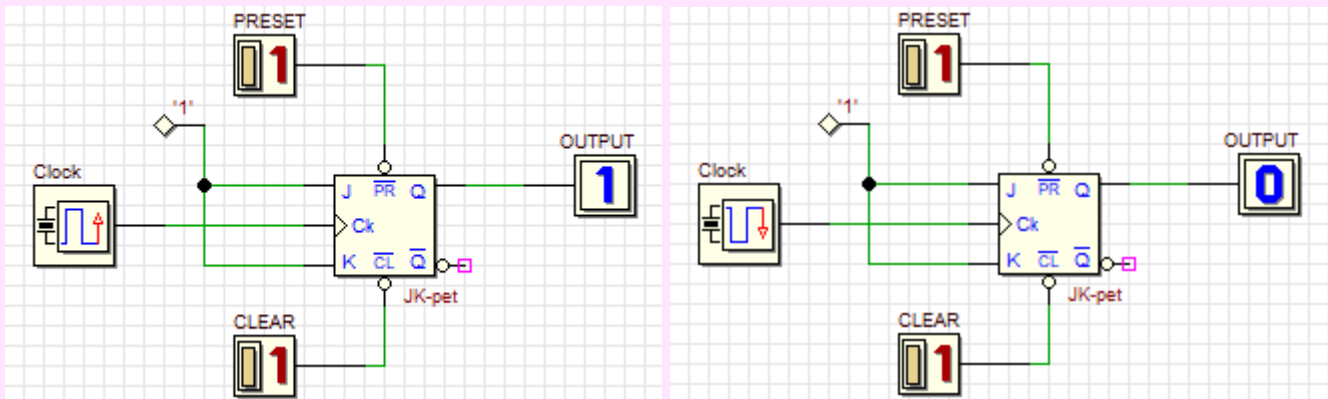 PRESET
1
'1'
OUTPUT
Clock
1
J PR Q
Ck
K CL Q
JK-pet
CLEAR
1
PRESET
1
'1'
OUTPUT
Clock
0
J PR Q
Ck
K CL Q
JK-pet
CLEAR
1